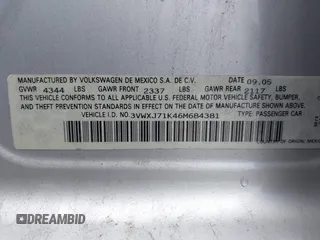 MANUFACTURED BY VOLKSWAGEN DE MEXICO S.A. DE C.V. 09.05
GVWR 4344 LBS GAWR FRONT 2337 LBS GAWR REAR 2117 LBS
THIS VEHICLE CONFORMS TO ALL APPLICABLE U.S. FEDERAL MOTOR VEHICLE SAFETY, BUMPER,
AND THEFT PREVENTION STANDARDS IN EFFECT ON THE DATE OF MANUFACTURE SHOWN ABOVE.
VEHICLE I.D. NO. 3VWXJ71K46M684381 TYPE: PASSENGER CAR
DREAMBID